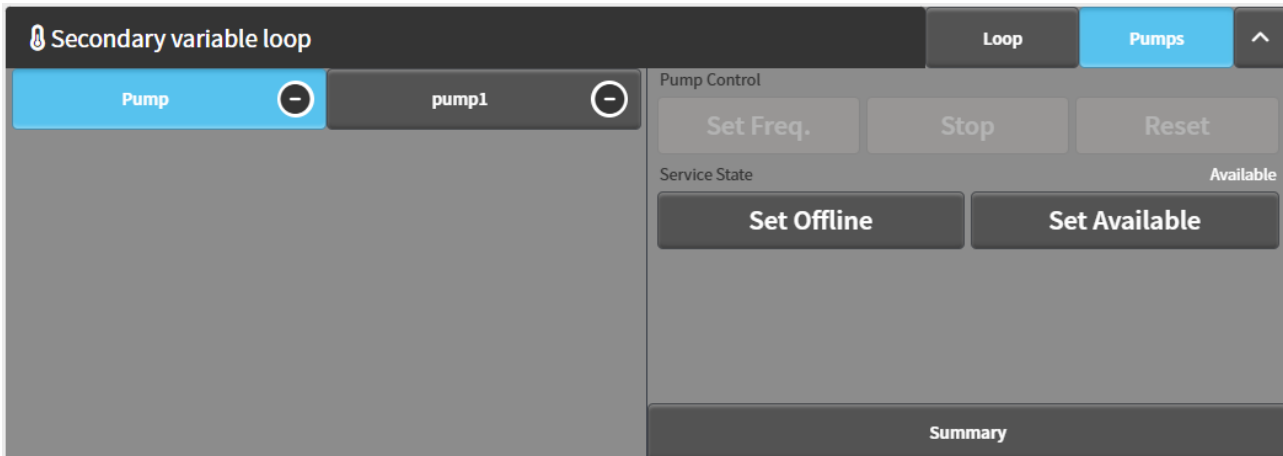 Secondary variable loop
Loop
Pumps
Pump
pump1
Pump Control
Set Freq.
Stop
Reset
Service State
Available
Set Offline
Set Available
Summary